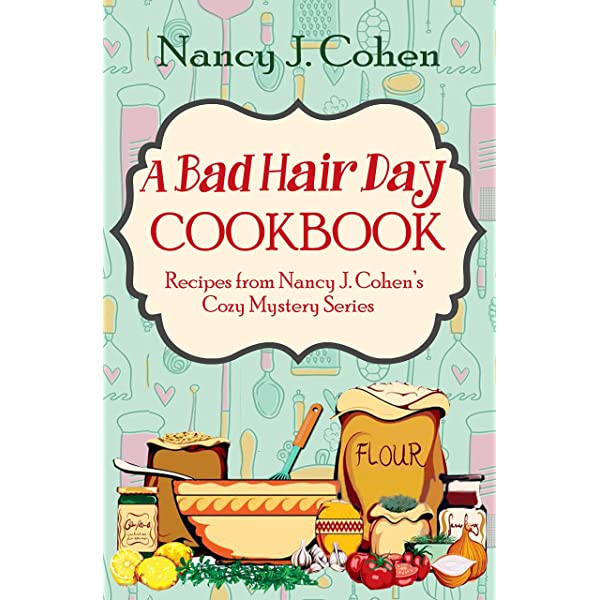 Nancy J. Cohen
A Bad Hair Day
COOKBOOK
Recipes from Nancy J. Cohen's
Cozy Mystery Series
FLOUR